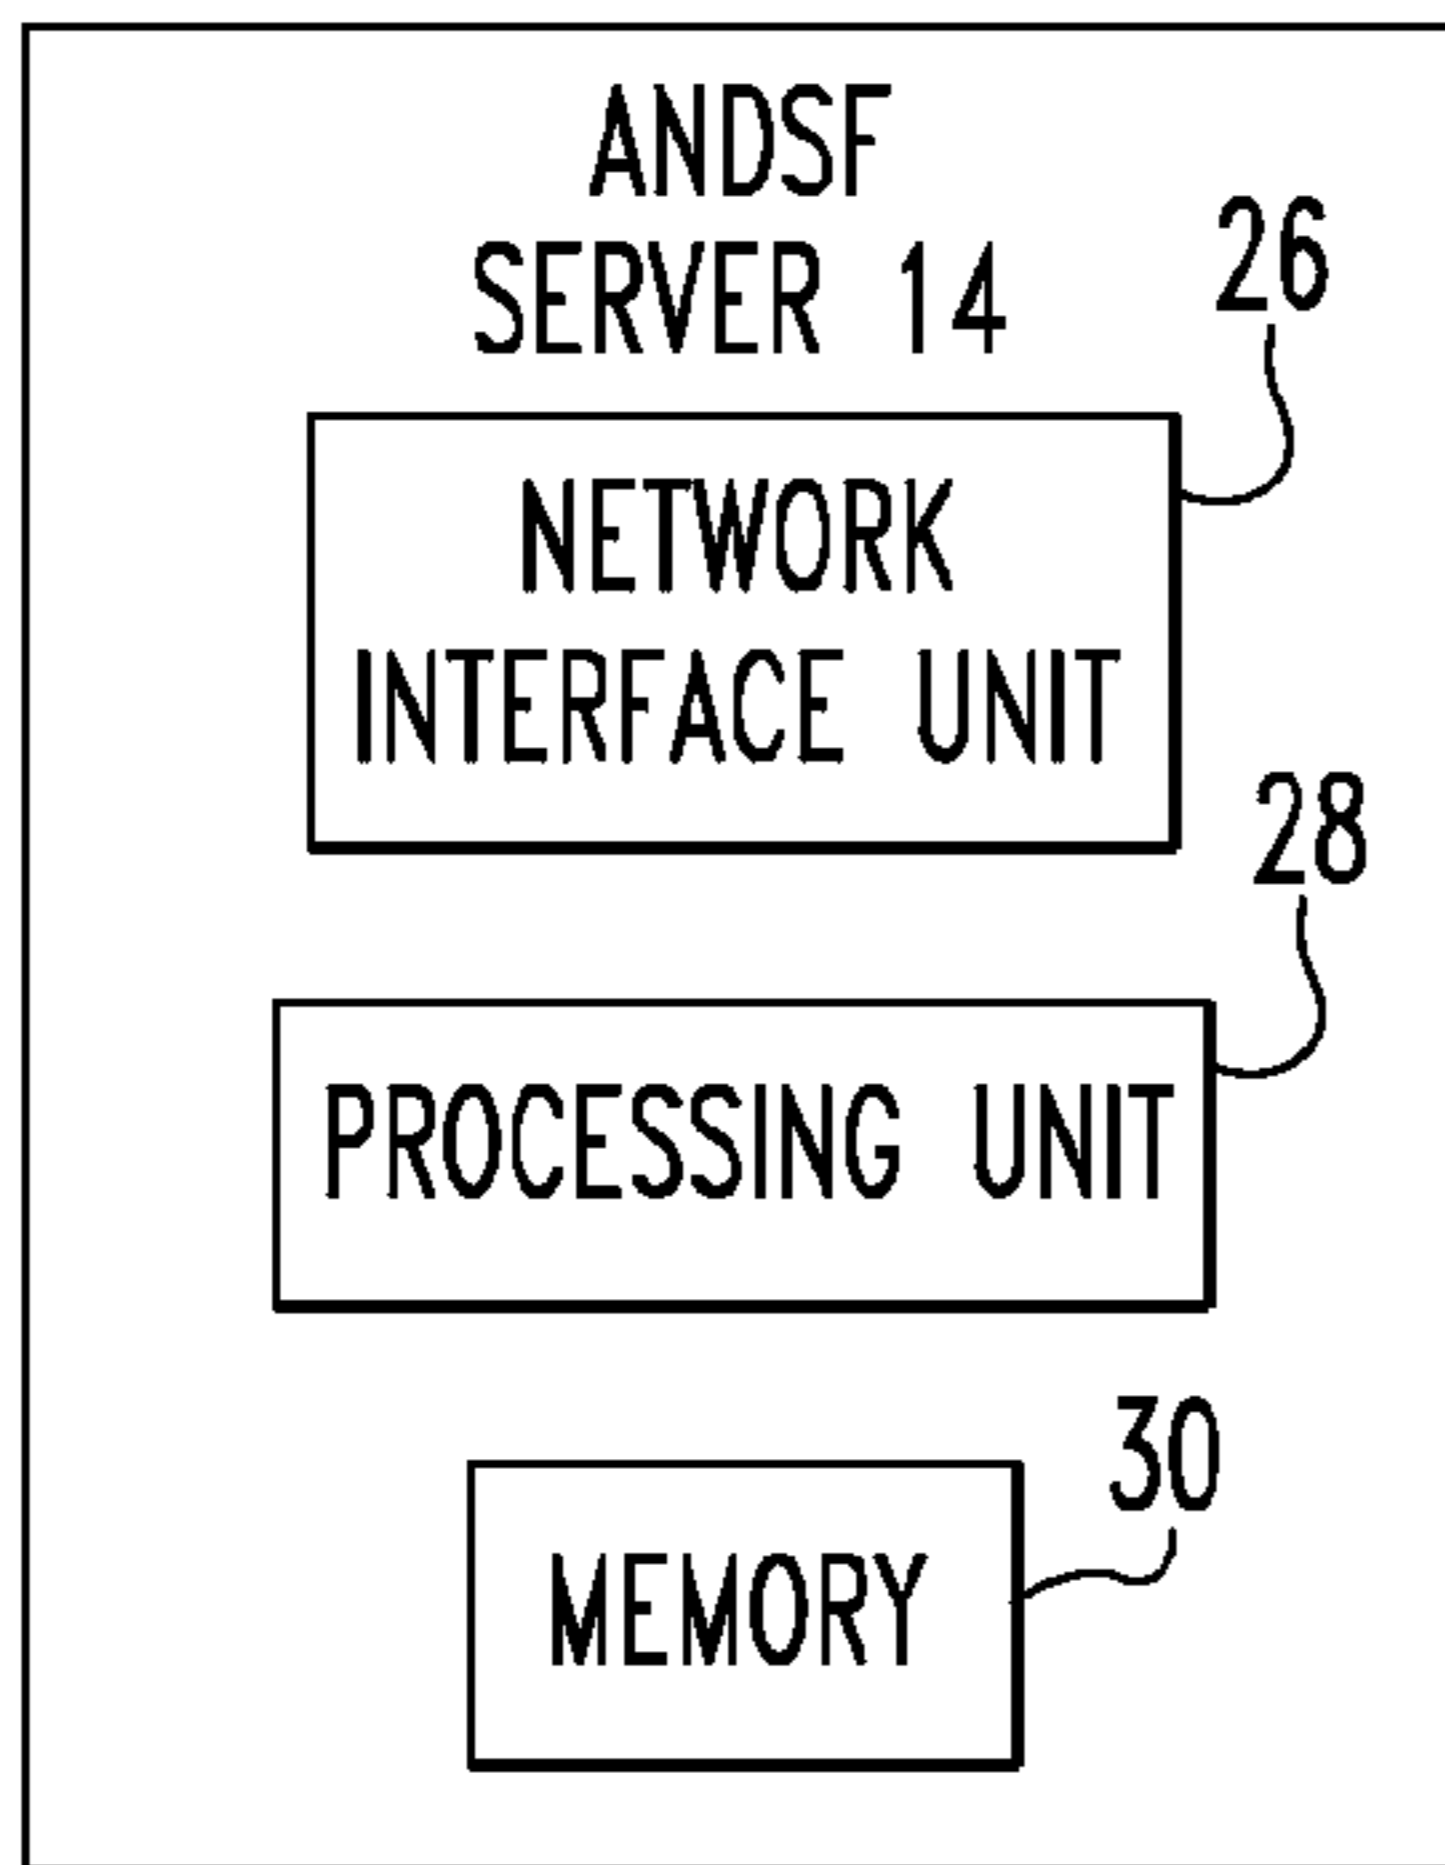 ANDSF
SERVER 14
26
NETWORK
INTERFACE UNIT
28
PROCESSING UNIT
30
MEMORY